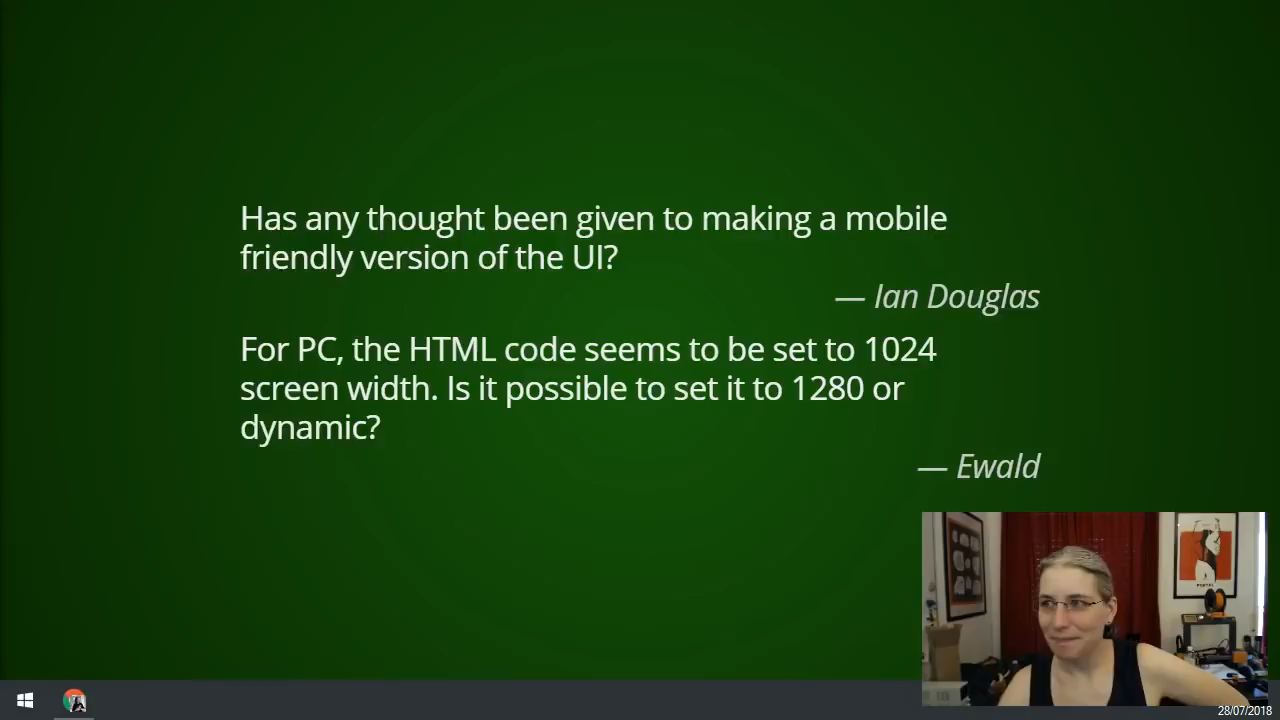 Has any thought been given to making a mobile
friendly version of the UI?
— Ian Douglas
For PC, the HTML code seems to be set to 1024
screen width. Is it possible to set it to 1280 or
dynamic?
— Ewald
28/07/2018